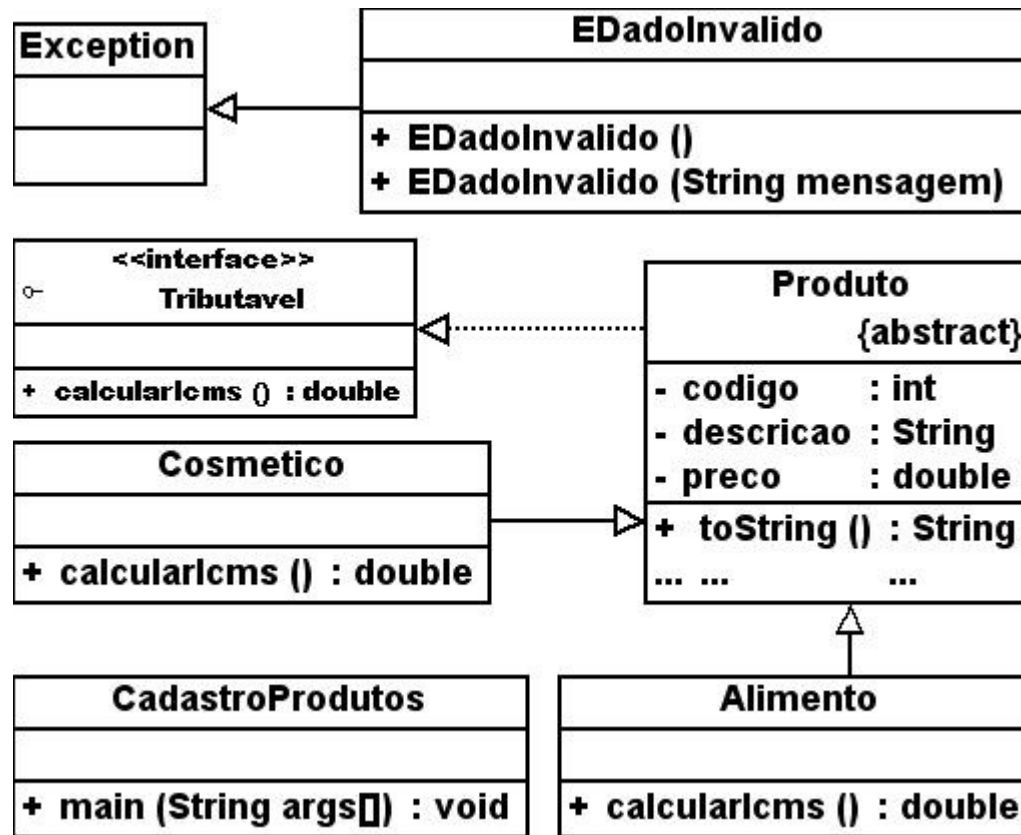 Exception
EDadoInvalido
+ EDadoInvalido ()
+ EDadoInvalido (String mensagem)
<<interface>>
Tributavel
+ calcularIcms () : double
Produto
{abstract}
- codigo : int
- descricao : String
- preco : double
+ toString () : String
... ... ...
Cosmetico
+ calcularIcms () : double
CadastroProdutos
+ main (String args[]) : void
Alimento
+ calcularIcms () : double